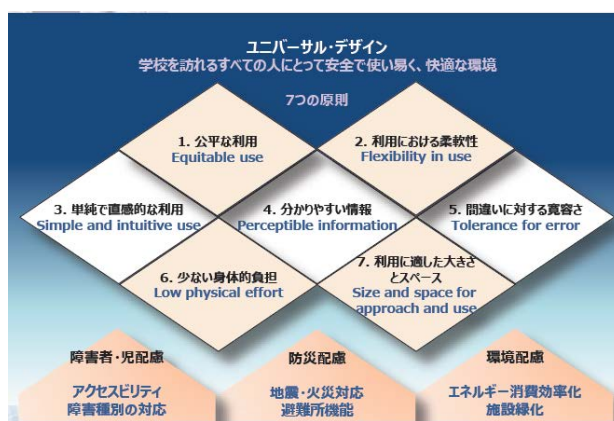 ユニバーサル・デザイン
学校を訪れるすべての人にとって安全で使い易く、快適な環境
7つの原則
1. 公平な利用
Equitable use
2. 利用における柔軟性
Flexibility in use
3. 単純で直感的な利用
Simple and intuitive use
4. 分かりやすい情報
Perceptible information
5. 間違いに対する寛容さ
Tolerance for error
6. 少ない身体的負担
Low physical effort
7. 利用に適した大きさ
とスペース
Size and space for
approach and use
障害者・児配慮
アクセスビリティ
障害種別の対応
防災配慮
地震・火災対応
避難所機能
環境配慮
エネルギー消費効率化
施設緑化